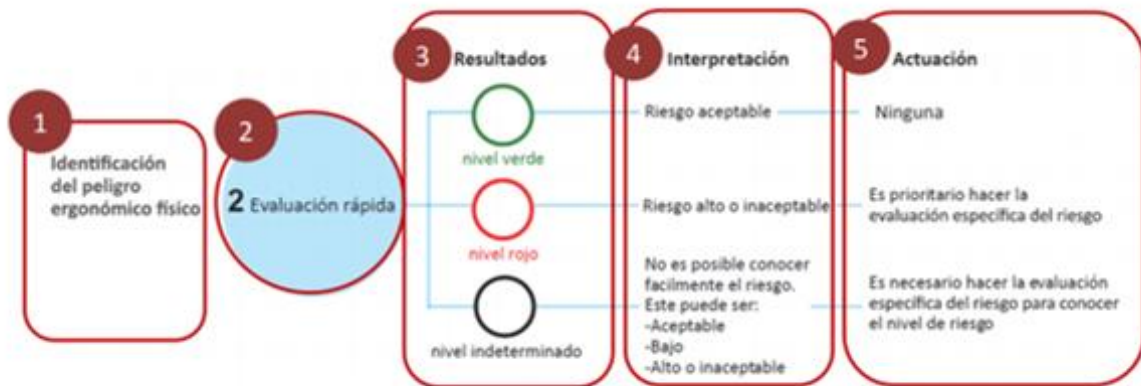 1
Identificación
del peligro
ergonómico físico
2
2 Evaluación rápida
3
Resultados
nivel verde
nivel rojo
nivel indeterminado
4
Interpretación
Riesgo aceptable
Riesgo alto o inaceptable
No es posible conocer
facilmente el riesgo.
Este puede ser:
-Aceptable
-Bajo
-Alto o inaceptable
5
Actuación
Ninguna
Es prioritario hacer la
evaluación específica del riesgo
Es necesario hacer la evaluación
específica del riesgo para conocer
el nivel de riesgo